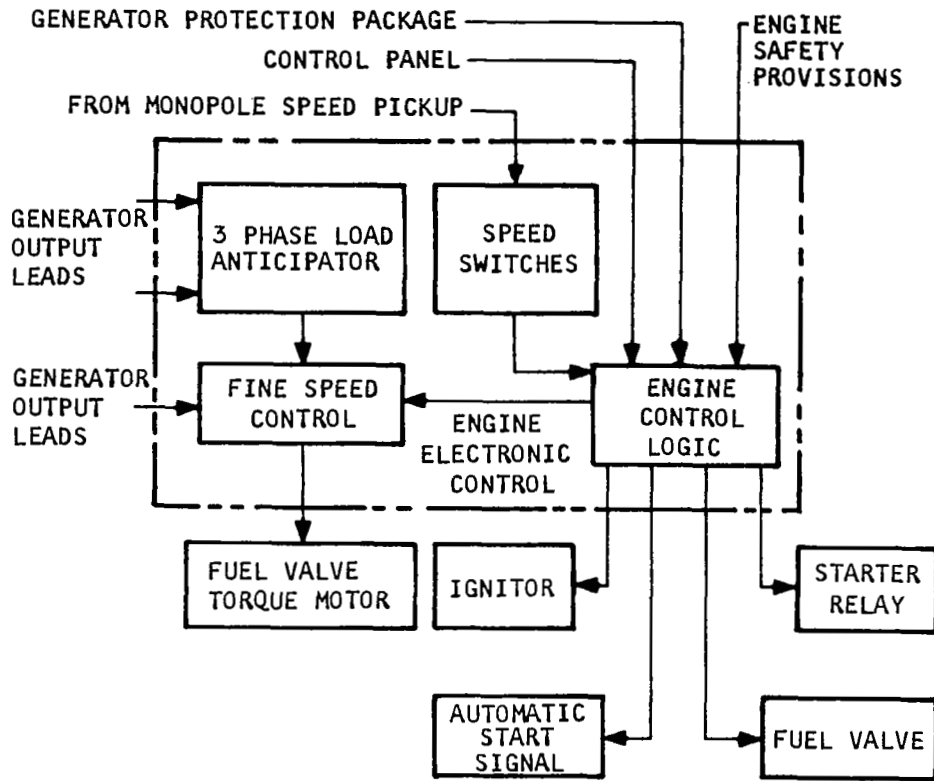 GENERATOR PROTECTION PACKAGE
CONTROL PANEL
FROM MONOPOLE SPEED PICKUP
ENGINE
SAFETY
PROVISIONS
GENERATOR
OUTPUT
LEADS
3 PHASE LOAD
ANTICIPATOR
SPEED
SWITCHES
GENERATOR
OUTPUT
LEADS
FINE SPEED
CONTROL
ENGINE
ELECTRONIC
CONTROL
ENGINE
CONTROL
LOGIC
FUEL VALVE
TORQUE MOTOR
IGNITOR
STARTER
RELAY
AUTOMATIC
START
SIGNAL
FUEL VALVE